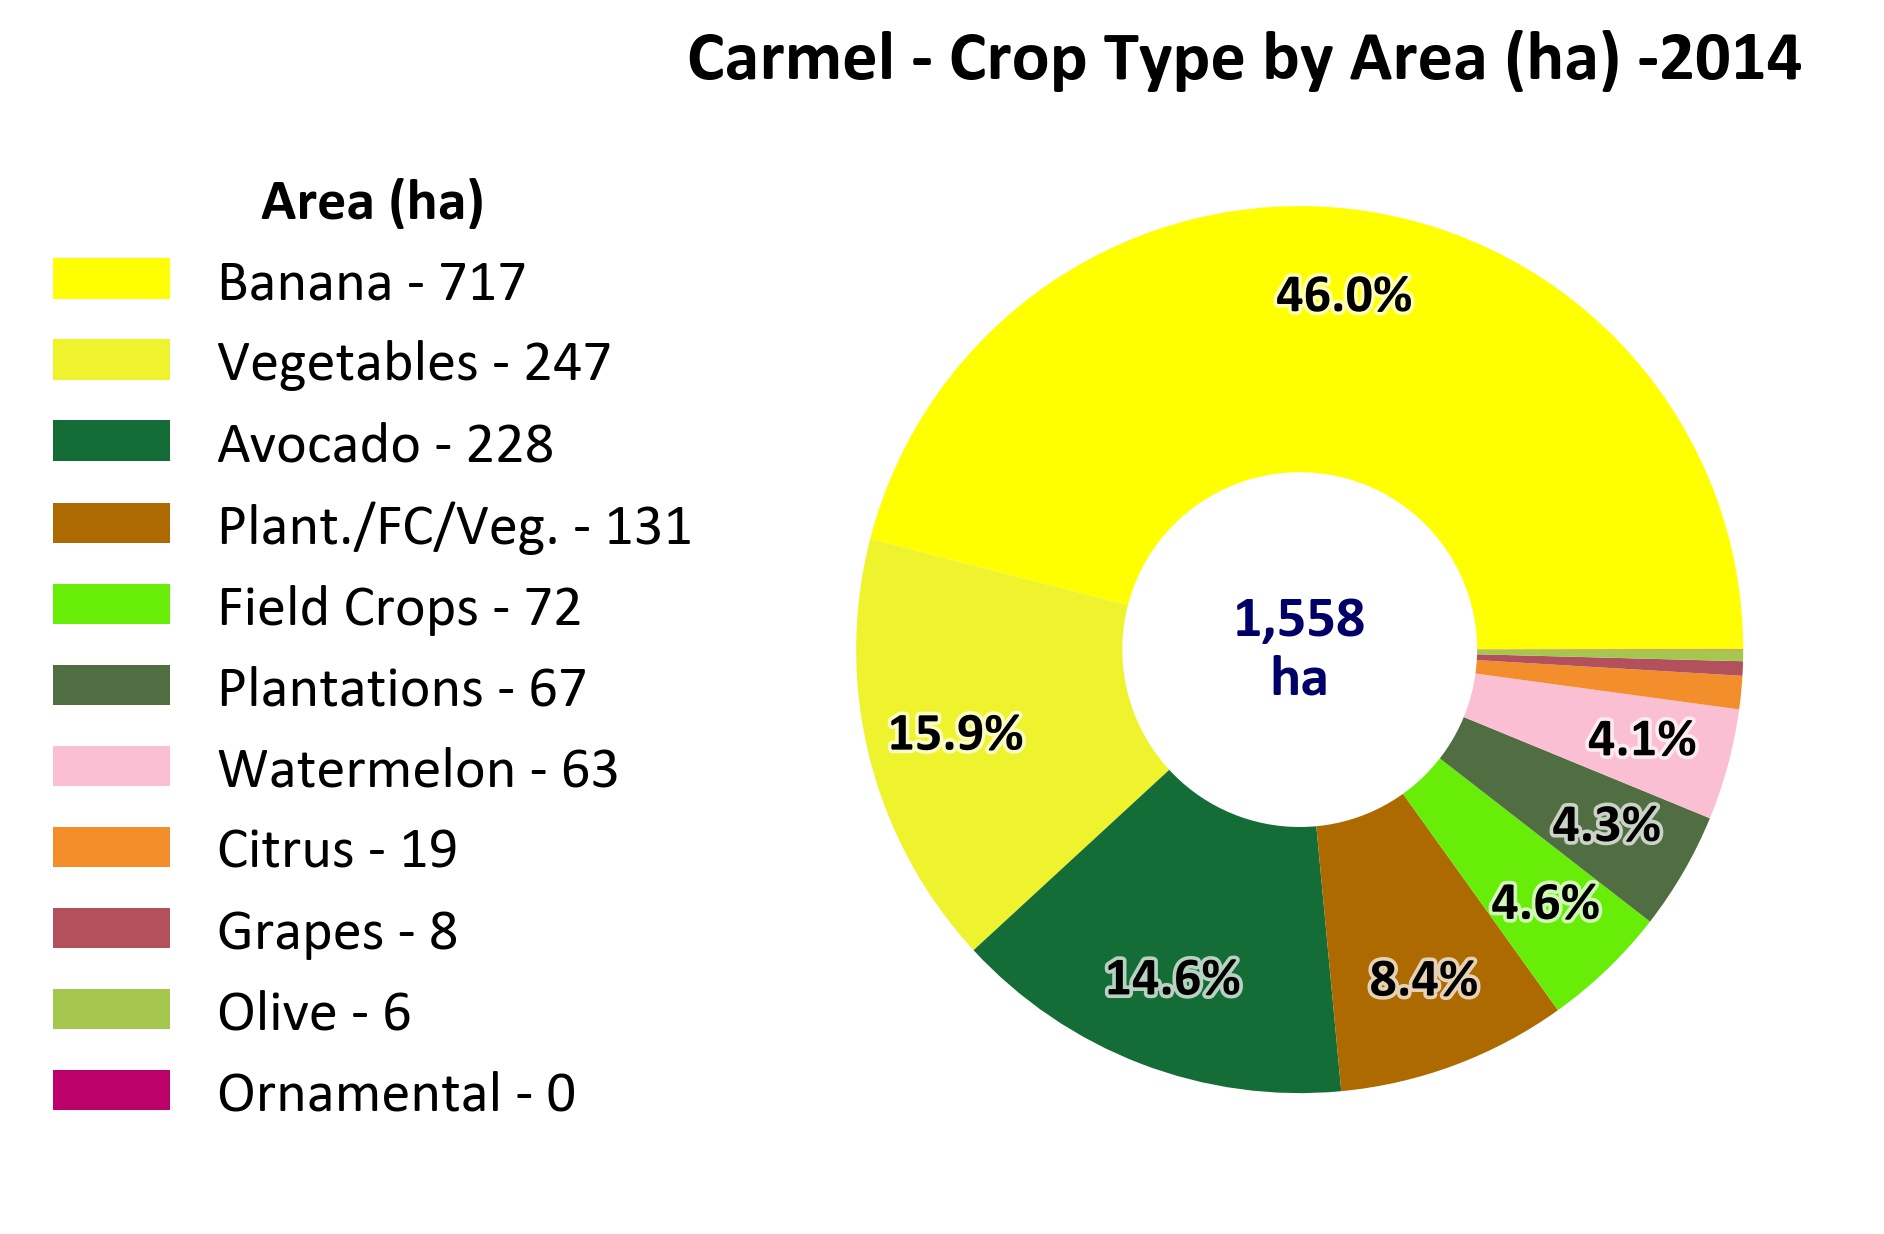 Carmel - Crop Type by Area (ha) -2014
Area (ha)
Banana - 717
Vegetables - 247
Avocado - 228
Plant./FC/Veg. - 131
Field Crops - 72
Plantations - 67
Watermelon - 63
Citrus - 19
Grapes - 8
Olive - 6
Ornamental - 0
46.0%
15.9%
14.6%
8.4%
4.6%
4.3%
4.1%
1,558
ha